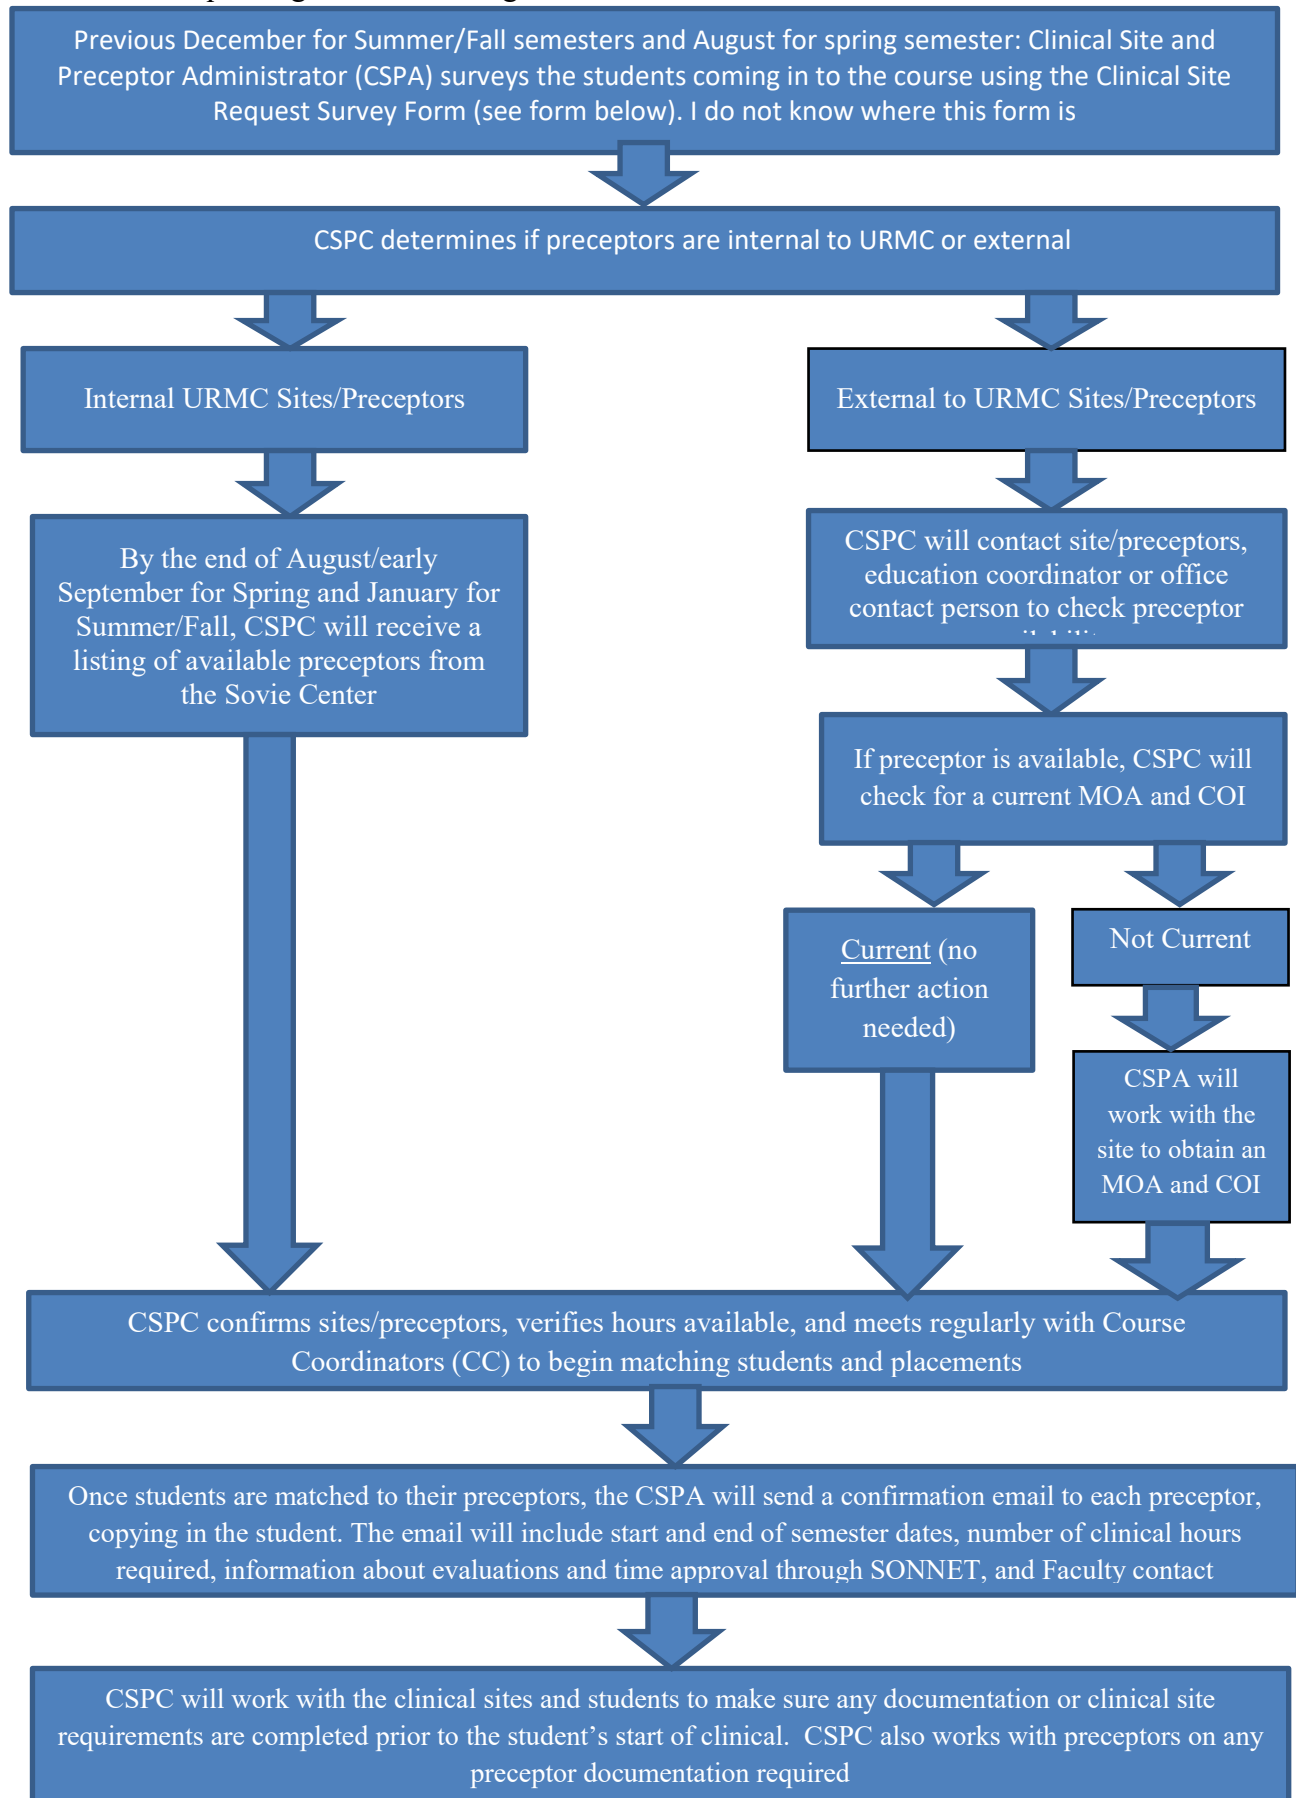 Previous December for Summer/Fall semesters and August for spring semester: Clinical Site and
Preceptor Administrator (CSPA) surveys the students coming in to the course using the Clinical Site
Request Survey Form (see form below). I do not know where this form is
CSPC determines if preceptors are internal to URMC or external
Internal URMC Sites/Preceptors
External to URMC Sites/Preceptors
By the end of August/early
September for Spring and January for
Summer/Fall, CSPC will receive a
listing of available preceptors from
the Sovie Center
CSPC will contact site/preceptors,
education coordinator or office
contact person to check preceptor
If preceptor is available, CSPC will
check for a current MOA and COI
Current (no
further action
needed)
Not Current
CSPA will
work with the
site to obtain an
MOA and COI
CSPC confirms sites/preceptors, verifies hours available, and meets regularly with Course
Coordinators (CC) to begin matching students and placements
Once students are matched to their preceptors, the CSPA will send a confirmation email to each preceptor,
copying in the student. The email will include start and end of semester dates, number of clinical hours
required, information about evaluations and time approval through SONNET, and Faculty contact
CSPC will work with the clinical sites and students to make sure any documentation or clinical site
requirements are completed prior to the student's start of clinical.  CSPC also works with preceptors on any
preceptor documentation required